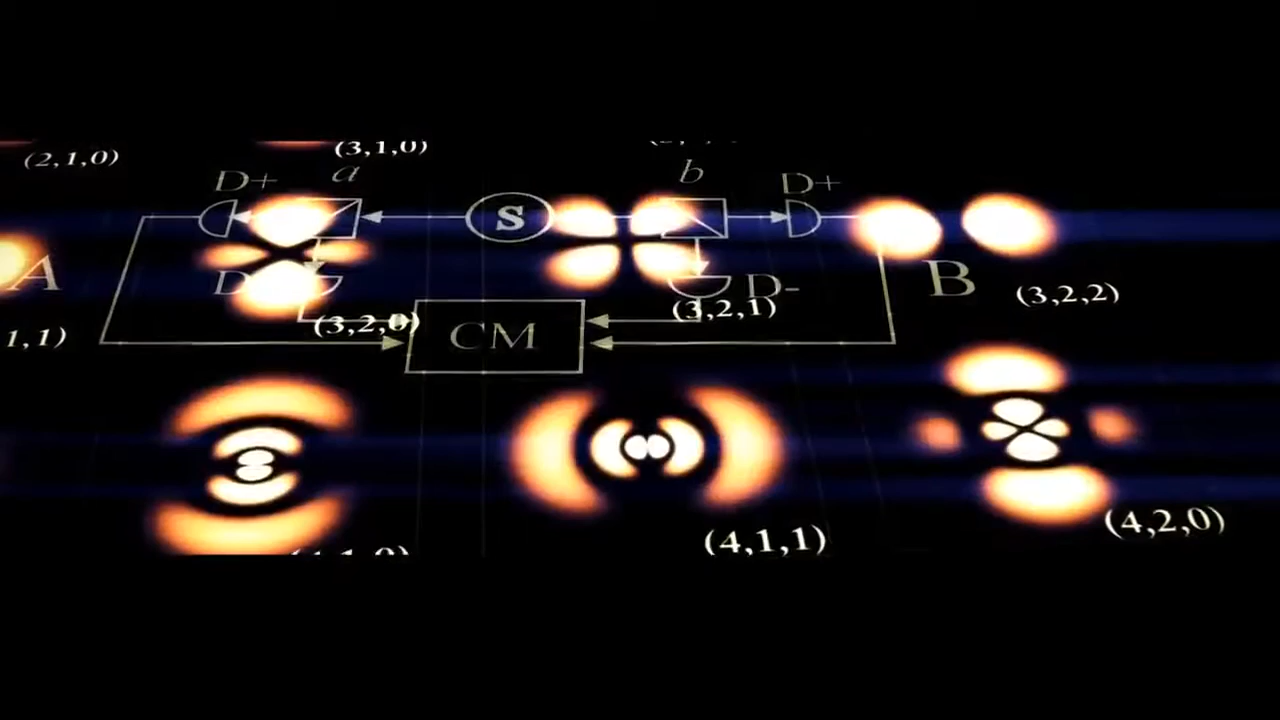 (2,1,0)
(3,1,0)
D+
a
b
D+
S
A
D-
B
(3,2,2)
(3,2,0)
(3,2,1)
1,1)
CM
(4,1,1)
(4,2,0)